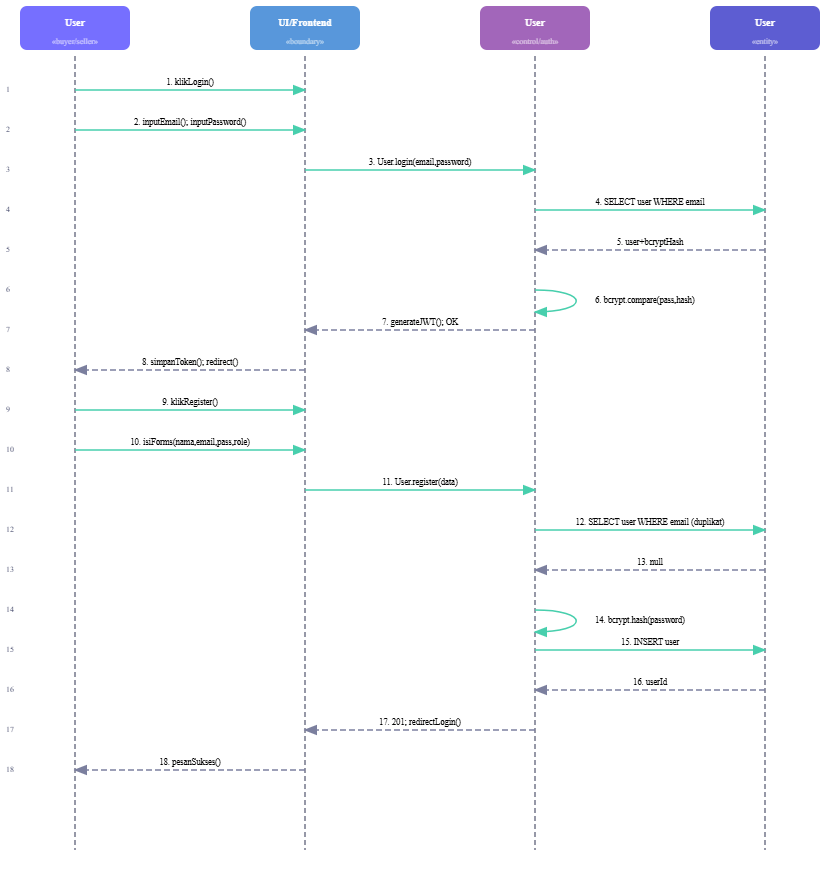 User
«buyer/seller»
UI/Frontend
«boundary»
User
«control/auth»
User
«entity»
1
1. klikLogin()
2
2. inputEmail(); inputPassword()
3
3. User.login(email,password)
4
4. SELECT user WHERE email
5
5. user+bcryptHash
6
6. bcrypt.compare(pass,hash)
7
7. generateJWT(); OK
8
8. simpanToken(); redirect()
9
9. klikRegister()
10
10. isiForms(nama,email,pass,role)
11
11. User.register(data)
12
12. SELECT user WHERE email (duplikat)
13
13. null
14
14. bcrypt.hash(password)
15
15. INSERT user
16
16. userId
17
17. 201; redirectLogin()
18
18. pesanSukses()